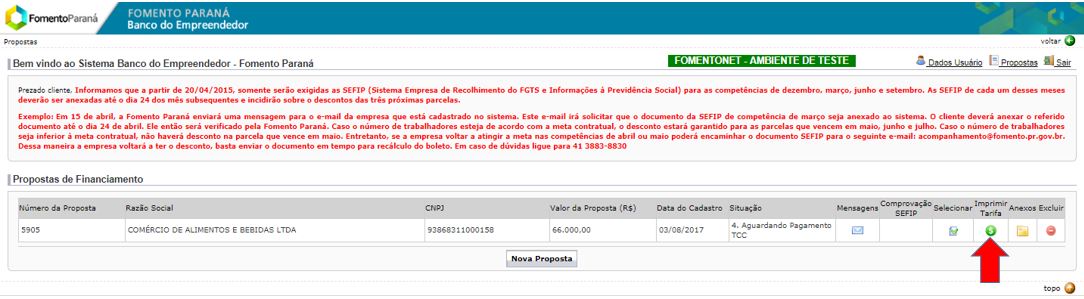 FomentoParaná
FOMENTO PARANÁ
Banco do Empreendedor
Propostas
voltar
Bem vindo ao Sistema Banco do Empreendedor - Fomento Paraná
FOMENTONET - AMBIENTE DE TESTE
Dados Usuário
Propostas
Sair
Prezado cliente, Informamos que a partir de 20/04/2015, somente serão exigidas as SEFIP (Sistema Empresa de Recolhimento do FGTS e Informações à Previdência Social) para as competências de dezembro, março, junho e setembro. As SEFIP de cada um desses meses
deverão ser anexadas até o dia 24 dos mês subsequentes e incidirão sobre o descontos das três próximas parcelas.
Exemplo: Em 15 de abril, a Fomento Paraná enviará uma mensagem para o e-mail da empresa que está cadastrado no sistema. Este e-mail irá solicitar que o documento da SEFIP de competência de março seja anexado ao sistema. O cliente deverá anexar o referido
documento até o dia 24 de abril. Ele então será verificado pela Fomento Paraná. Caso o número de trabalhadores esteja de acordo com a meta contratual, o desconto estará garantido para as parcelas que vencem em maio, junho e julho. Caso o número de trabalhadores
seja inferior à meta contratual, não haverá desconto na parcela que vence em maio. Entretanto, se a empresa voltar a atingir a meta nas competências de abril ou maio poderá encaminhar o documento SEFIP para o seguinte e-mail: acompanhamento@fomento.pr.gov.br.
Dessa maneira a empresa voltará a ter o desconto, basta enviar o documento em tempo para recálculo do boleto. Em caso de dúvidas ligue para 41 3883-8830
Propostas de Financiamento
Número da Proposta
Razão Social
CNPJ
Valor da Proposta (R$)
Data do Cadastro
Situação
Mensagens
Comprovação
SEFIP
Selecionar
Imprimir
Tarifa
Anexos
Excluir
5905
COMÉRCIO DE ALIMENTOS E BEBIDAS LTDA
93868311000158
66.000,00
03/08/2017
4. Aguardando Pagamento
TCC
Nova Proposta
topo